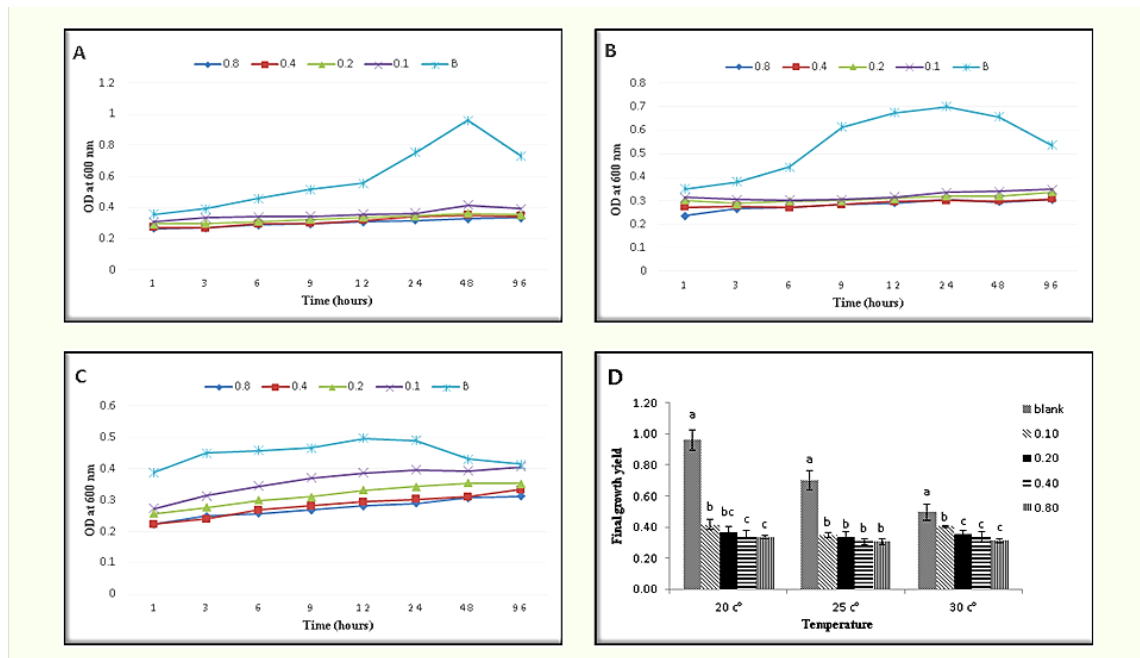 A
0.8 0.4 0.2 0.1 B
1.2
1
0.8
0.6
0.4
0.2
0
OD at 600 nm
1 3 6 9 12 24 48 96
Time (hours)
B
0.8 0.4 0.2 0.1 B
0.8
0.7
0.6
0.5
0.4
0.3
0.2
0.1
0
OD at 600 nm
1 3 6 9 12 24 48 96
Time (hours)
C
0.8 0.4 0.2 0.1 B
0.6
0.5
0.4
0.3
0.2
0.1
0
OD at 600 nm
1 3 6 9 12 24 48 96
Time (hours)
D
1.20
1.00
0.80
0.60
0.40
0.20
0.00
Final growth yield
a b bc c c
a b b b b
a b c c c
20 c° 25 c° 30 c°
Temperature
blank
0.10
0.20
0.40
0.80